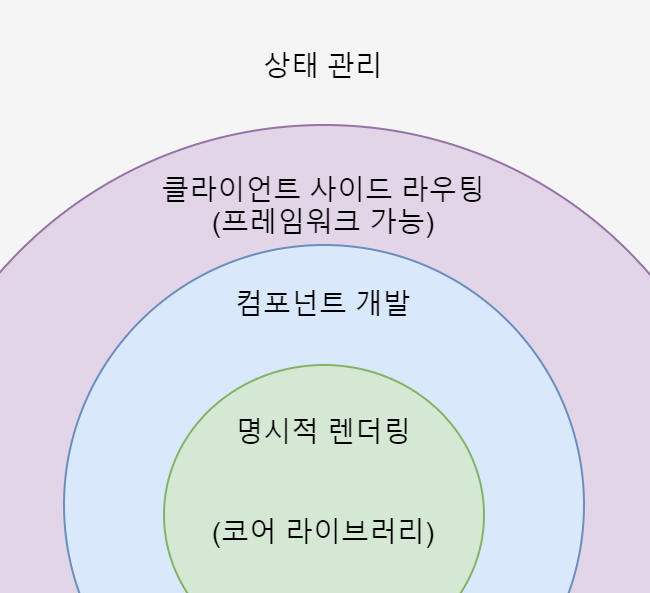 상태 관리
클라이언트 사이드 라우팅
(프레임워크 가능)
컴포넌트 개발
명시적 렌더링
(코어 라이브러리)